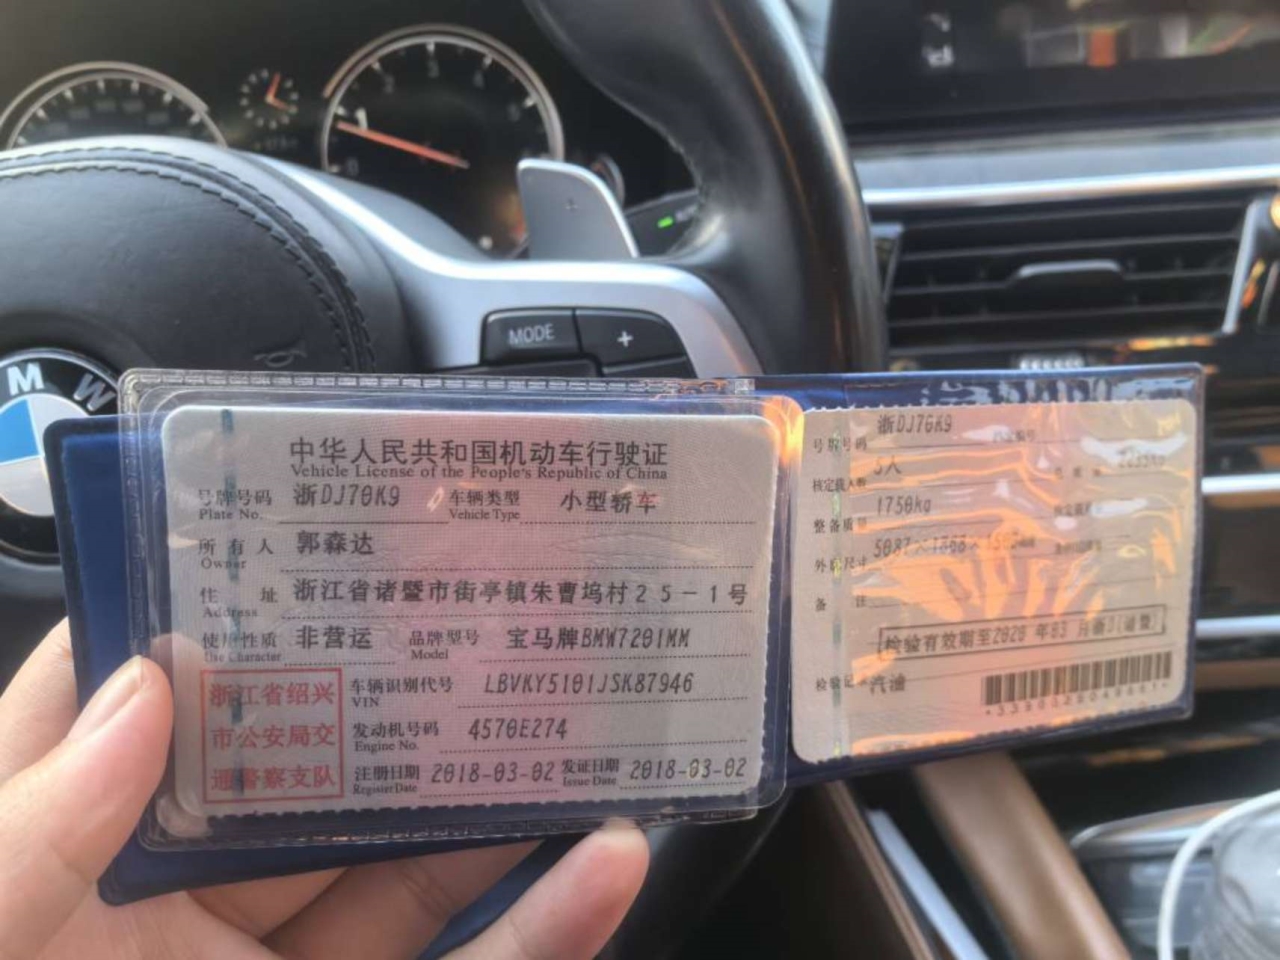 MODE
+
M W
中华人民共和国机动车行驶证
Vehicle License of the People's Republic of China
号牌号码 浙DJ70K9 车辆类型 小型轿车
Plate No. Vehicle Type
所有人 郭森达
Owner
住址 浙江省诸暨市街亭镇朱曹坞村25-1号
Address
使用性质 非营运 品牌型号 宝马牌BMW7201MM
Use Character Model
浙江省绍兴
市公安局交
通警察支队
车辆识别代号 LBVKY5101JSK87946
VIN
发动机号码 4570E274
Engine No.
注册日期 2018-03-02 发证日期 2018-03-02
Register Date Issue Date
号牌号码 浙DJ70K9
核定载人数 5人
整备质量 1750kg
外廓尺寸
备注
检验有效期至2020年03月
检验记录 汽油